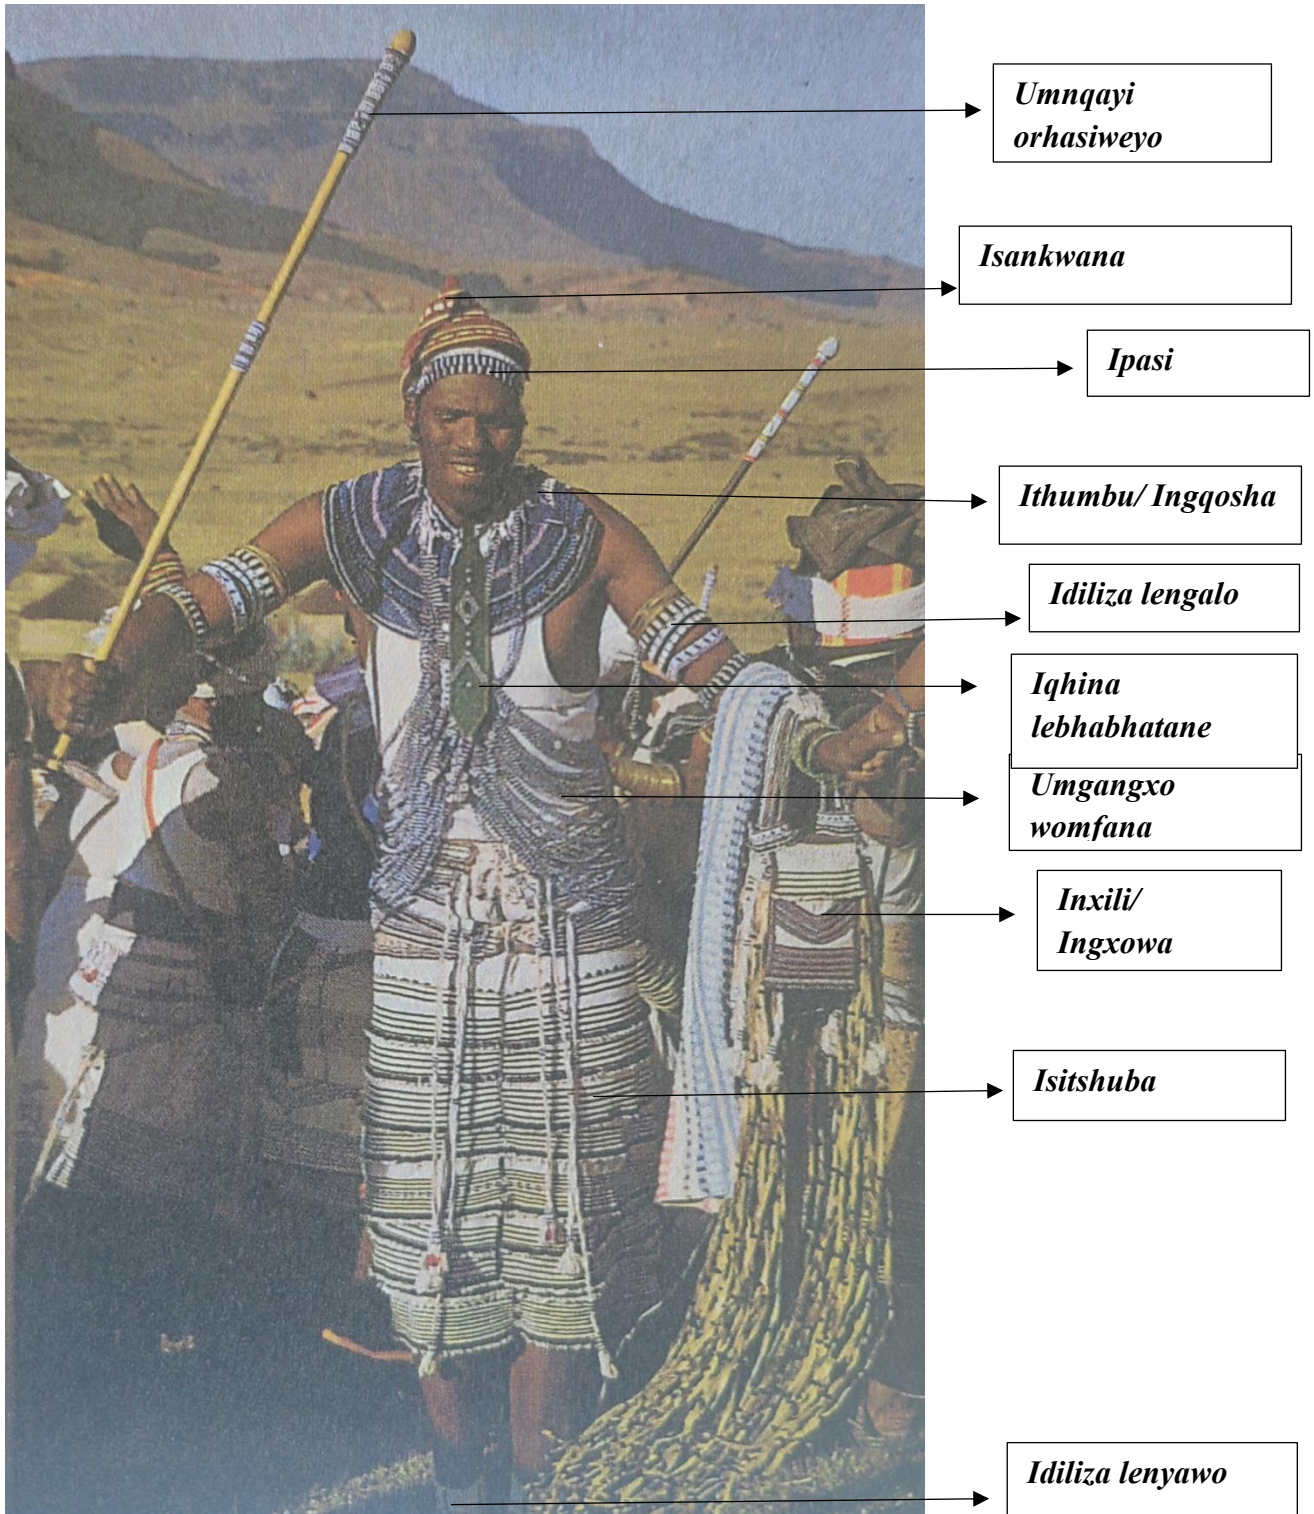 Umnqayi
orhasiweyo
Isankwana
Ipasi
Ithumbu/ Ingqosha
Idiliza lengalo
Iqhina
lebhabhatane
Umgangxo
womfana
Inxili/
Ingxowa
Isitshuba
Idiliza lenyawo